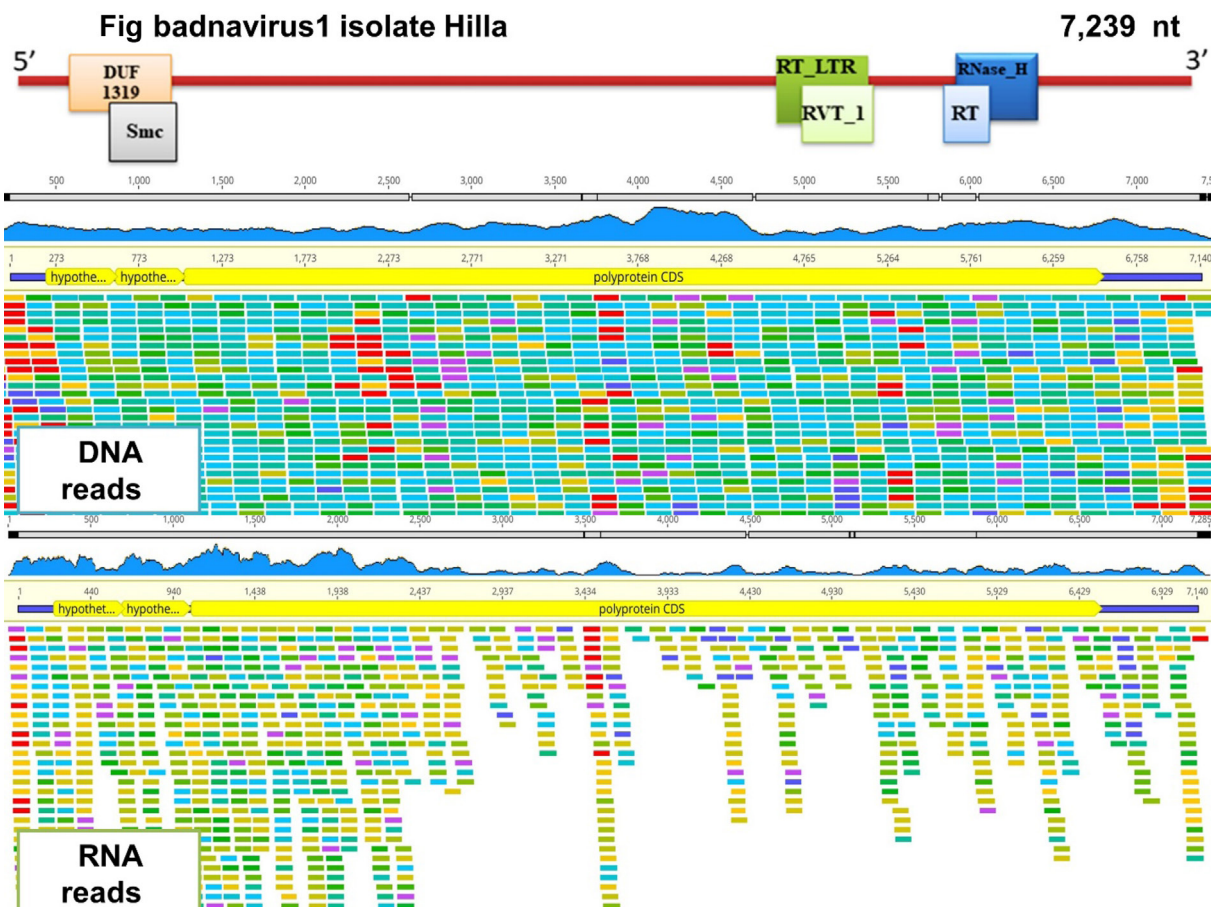 Fig badnavirus1 isolate Hilla 7,239 nt
5′ 3′
DUF
1319
Smc
RT_LTR
RVT_1
RNase_H
RT
500 1,000 1,500 2,000 2,500 3,000 3,500 4,000 4,500 5,000 5,500 6,000 6,500 7,000
1 273 773 1,273 1,773 2,273 2,771 3,271 3,768 4,268 4,765 5,264 5,761 6,259 6,758 7,140
hypothe... hypothe... polyprotein CDS
DNA
reads
1 500 1,000 1,500 2,000 2,500 3,000 3,500 4,000 4,500 5,000 5,500 6,000 6,500 7,000 7,285
1 440 940 1,438 1,938 2,437 2,937 3,434 3,933 4,430 4,930 5,430 5,929 6,429 6,929 7,140
hypothet... hypothe... polyprotein CDS
RNA
reads